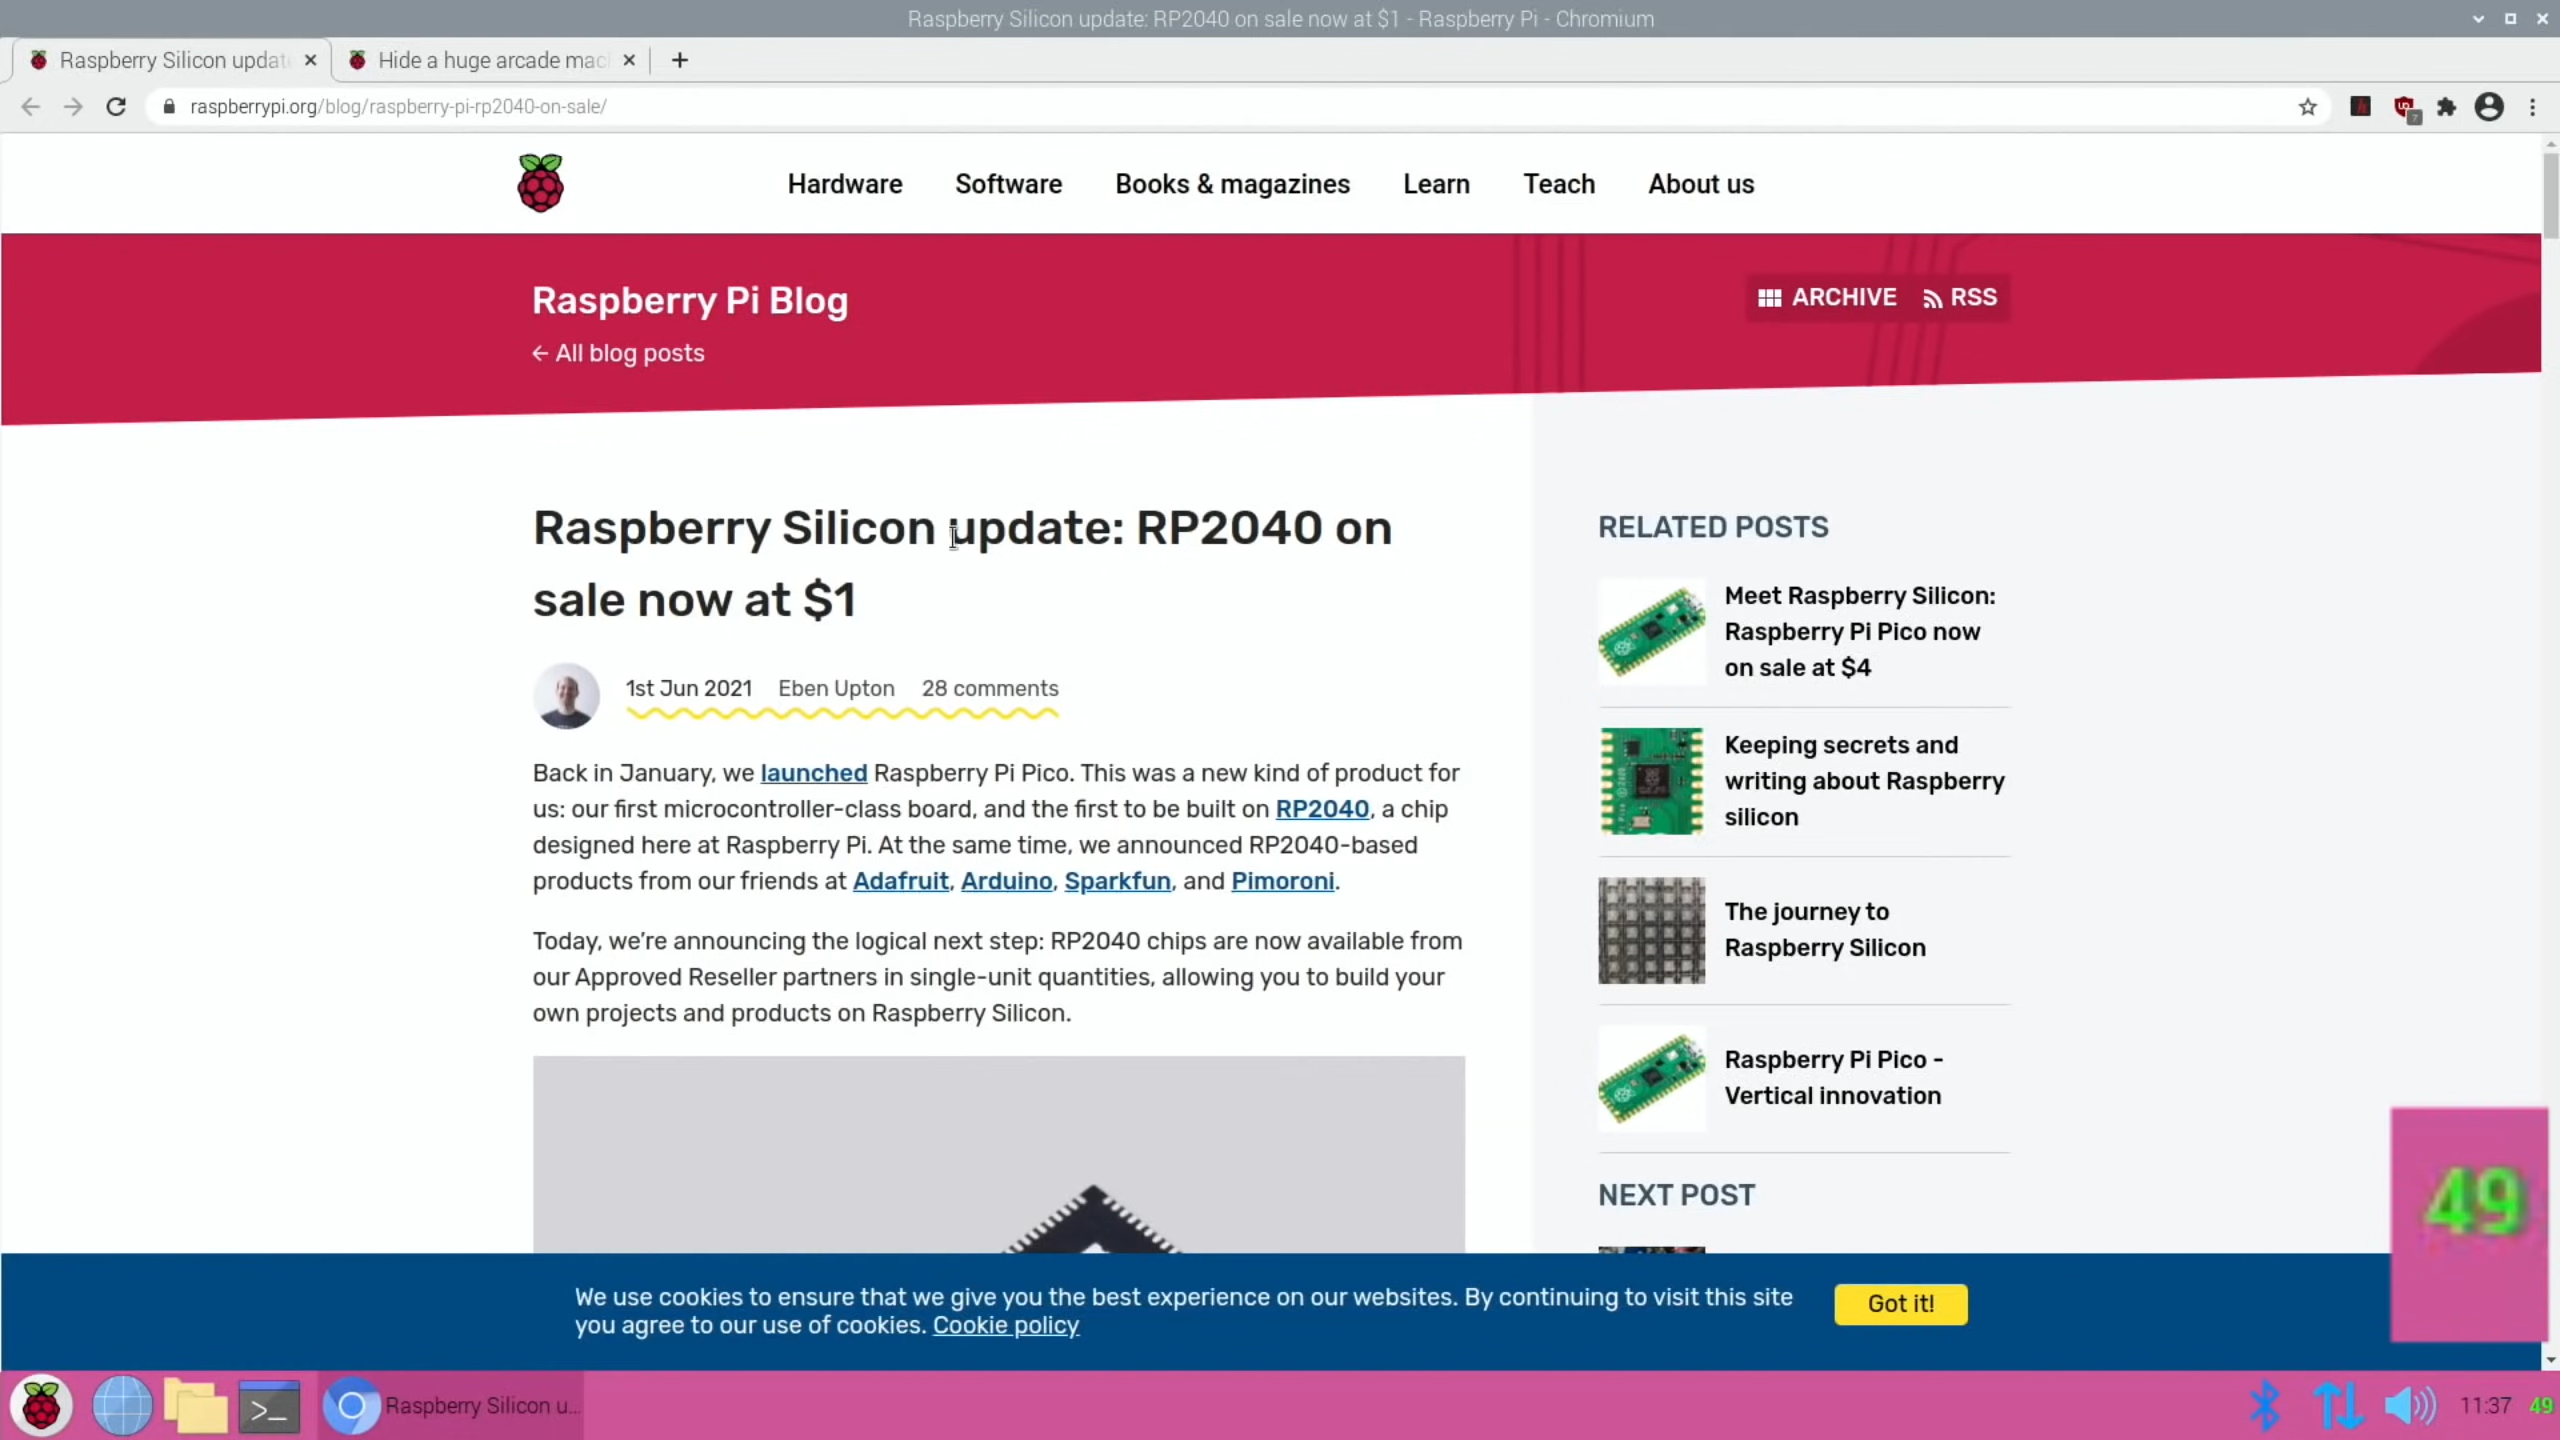 Raspberry Silicon update: RP2040 on sale now at $1 - Raspberry Pi - Chromium
Raspberry Silicon updat
Hide a huge arcade mac
raspberrypi.org/blog/raspberry-pi-rp2040-on-sale/
7
Hardware
Software
Books & magazines
Learn
Teach
About us
Raspberry Pi Blog
← All blog posts
ARCHIVE
RSS
Raspberry Silicon update: RP2040 on
sale now at $1
1st Jun 2021 Eben Upton 28 comments
Back in January, we launched Raspberry Pi Pico. This was a new kind of product for
us: our first microcontroller-class board, and the first to be built on RP2040, a chip
designed here at Raspberry Pi. At the same time, we announced RP2040-based
products from our friends at Adafruit, Arduino, Sparkfun, and Pimoroni.
Today, we’re announcing the logical next step: RP2040 chips are now available from
our Approved Reseller partners in single-unit quantities, allowing you to build your
own projects and products on Raspberry Silicon.
RELATED POSTS
Meet Raspberry Silicon:
Raspberry Pi Pico now
on sale at $4
Keeping secrets and
writing about Raspberry
silicon
The journey to
Raspberry Silicon
Raspberry Pi Pico -
Vertical innovation
NEXT POST
49
We use cookies to ensure that we give you the best experience on our websites. By continuing to visit this site
you agree to our use of cookies. Cookie policy
Got it!
Raspberry Silicon u...
11:37
49